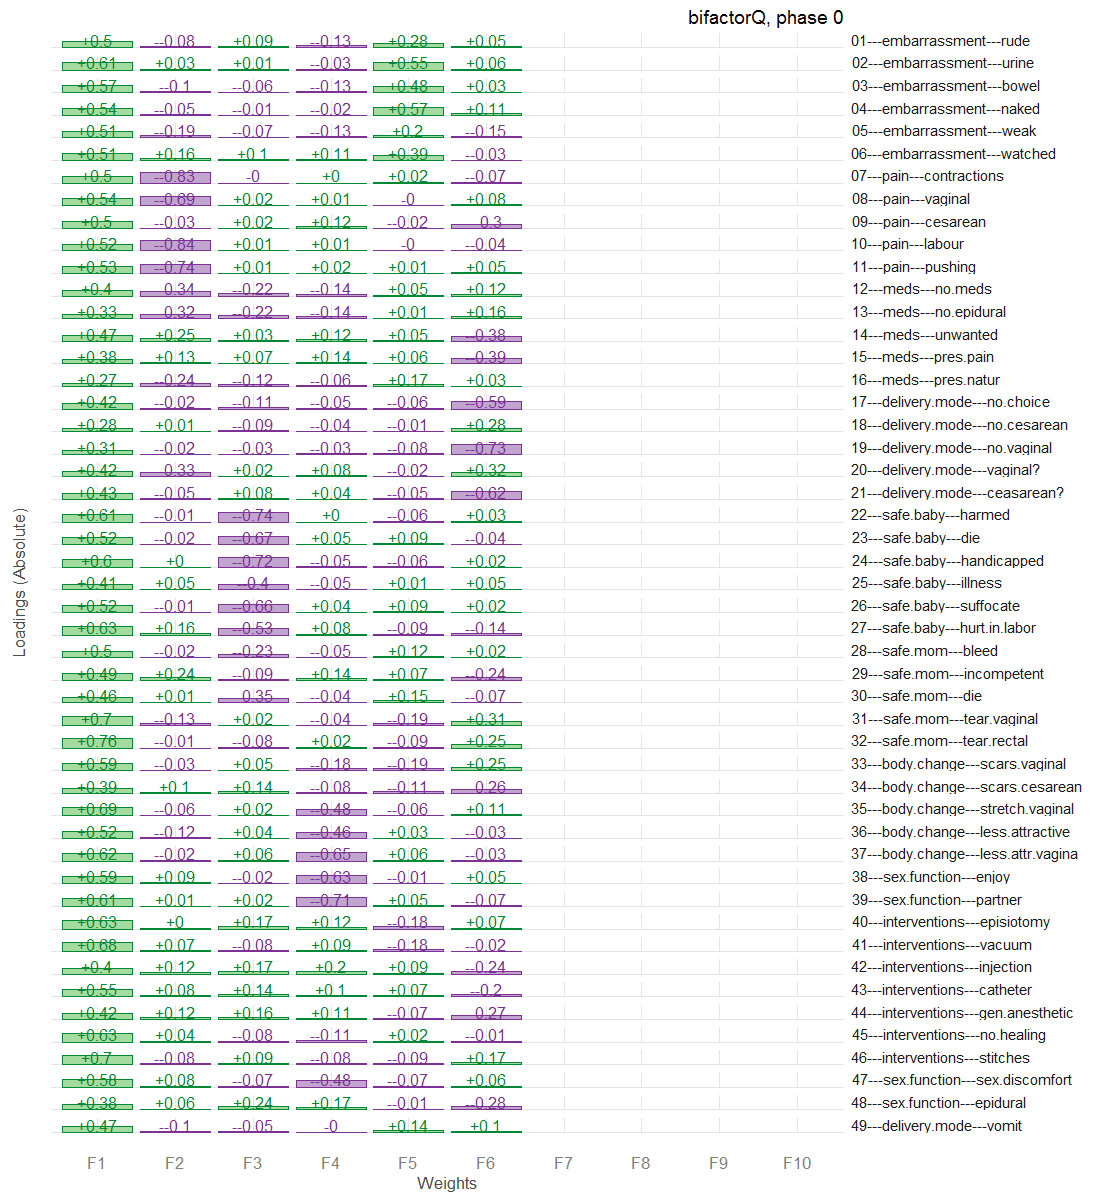 bifactorQ, phase 0
+0.5 --0.08 +0.09 --0.13 +0.28 +0.05 01---embarrassment---rude
+0.61 +0.03 +0.01 --0.03 +0.55 +0.06 02---embarrassment---urine
+0.57 --0.1 --0.06 --0.13 +0.48 +0.03 03---embarrassment---bowel
+0.54 --0.05 --0.01 --0.02 +0.57 +0.11 04---embarrassment---naked
+0.51 --0.19 --0.07 --0.13 +0.2 --0.15 05---embarrassment---weak
+0.51 +0.16 +0.1 +0.11 +0.39 --0.03 06---embarrassment---watched
+0.5 --0.83 -0 +0 +0.02 --0.07 07---pain---contractions
+0.54 --0.69 +0.02 +0.01 -0 +0.08 08---pain---vaginal
+0.5 --0.03 +0.02 +0.12 --0.02 --0.3 09---pain---cesarean
+0.52 --0.84 +0.01 +0.01 -0 --0.04 10---pain---labour
+0.53 --0.74 +0.01 +0.02 +0.01 +0.05 11---pain---pushing
+0.4 --0.34 --0.22 --0.14 +0.05 +0.12 12---meds---no.meds
+0.33 --0.32 --0.22 --0.14 +0.01 +0.16 13---meds---no.epidural
+0.47 +0.25 +0.03 +0.12 +0.05 --0.38 14---meds---unwanted
+0.38 +0.13 +0.07 +0.14 +0.06 --0.39 15---meds---pres.pain
+0.27 --0.24 --0.12 --0.06 +0.17 +0.03 16---meds---pres.natur
+0.42 --0.02 --0.11 --0.05 --0.06 --0.59 17---delivery.mode---no.choice
+0.28 +0.01 --0.09 --0.04 --0.01 +0.28 18---delivery.mode---no.cesarean
+0.31 --0.02 --0.03 --0.03 --0.08 --0.73 19---delivery.mode---no.vaginal
+0.42 --0.33 +0.02 +0.08 --0.02 +0.32 20---delivery.mode---vaginal?
+0.43 --0.05 +0.08 +0.04 --0.05 --0.62 21---delivery.mode---ceasarean?
+0.61 --0.01 --0.74 +0 --0.06 +0.03 22---safe.baby---harmed
+0.52 --0.02 --0.67 +0.05 +0.09 --0.04 23---safe.baby---die
+0.6 +0 --0.72 --0.05 --0.06 +0.02 24---safe.baby---handicapped
+0.41 +0.05 --0.4 --0.05 +0.01 +0.05 25---safe.baby---illness
+0.52 --0.01 --0.66 +0.04 +0.09 +0.02 26---safe.baby---suffocate
+0.63 +0.16 --0.53 +0.08 --0.09 --0.14 27---safe.baby---hurt.in.labor
+0.5 --0.02 --0.23 --0.05 +0.12 +0.02 28---safe.mom---bleed
+0.49 +0.24 --0.09 +0.14 +0.07 --0.24 29---safe.mom---incompetent
+0.46 +0.01 --0.35 --0.04 +0.15 --0.07 30---safe.mom---die
+0.7 --0.13 +0.02 --0.04 --0.19 +0.31 31---safe.mom---tear.vaginal
+0.76 --0.01 --0.08 +0.02 --0.09 +0.25 32---safe.mom---tear.rectal
+0.59 --0.03 +0.05 --0.18 --0.19 +0.25 33---body.change---scars.vaginal
+0.39 +0.1 +0.14 --0.08 --0.11 --0.26 34---body.change---scars.cesarean
+0.69 --0.06 +0.02 --0.48 --0.06 +0.11 35---body.change---stretch.vaginal
+0.52 --0.12 +0.04 --0.46 +0.03 --0.03 36---body.change---less.attractive
+0.62 --0.02 +0.06 --0.65 +0.06 --0.03 37---body.change---less.attr.vagina
+0.59 +0.09 --0.02 --0.63 --0.01 +0.05 38---sex.function---enjoy
+0.61 +0.01 +0.02 --0.71 +0.05 --0.07 39---sex.function---partner
+0.63 +0 +0.17 +0.12 --0.18 +0.07 40---interventions---episiotomy
+0.68 +0.07 --0.08 +0.09 --0.18 --0.02 41---interventions---vacuum
+0.4 +0.12 +0.17 +0.2 +0.09 --0.24 42---interventions---injection
+0.55 +0.08 +0.14 +0.1 +0.07 --0.2 43---interventions---catheter
+0.42 +0.12 +0.16 +0.11 --0.07 --0.27 44---interventions---gen.anesthetic
+0.63 +0.04 --0.08 --0.11 +0.02 --0.01 45---interventions---no.healing
+0.7 --0.08 +0.09 --0.08 --0.09 +0.17 46---interventions---stitches
+0.58 +0.08 --0.07 --0.48 --0.07 +0.06 47---sex.function---sex.discomfort
+0.38 +0.06 +0.24 +0.17 --0.01 --0.28 48---sex.function---epidural
+0.47 --0.1 --0.05 -0 +0.14 +0.1 49---delivery.mode---vomit
Loadings (Absolute)
F1 F2 F3 F4 F5 F6 F7 F8 F9 F10
Weights